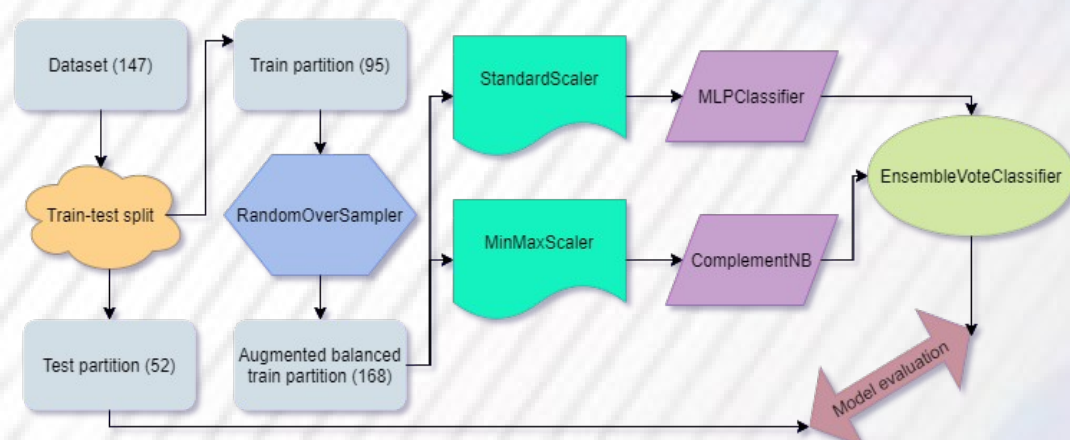 Dataset (147)
Train-test split
Test partition (52)
Train partition (95)
RandomOverSampler
Augmented balanced
train partition (168)
StandardScaler
MinMaxScaler
MLPClassifier
ComplementNB
EnsembleVoteClassifier
Model evaluation